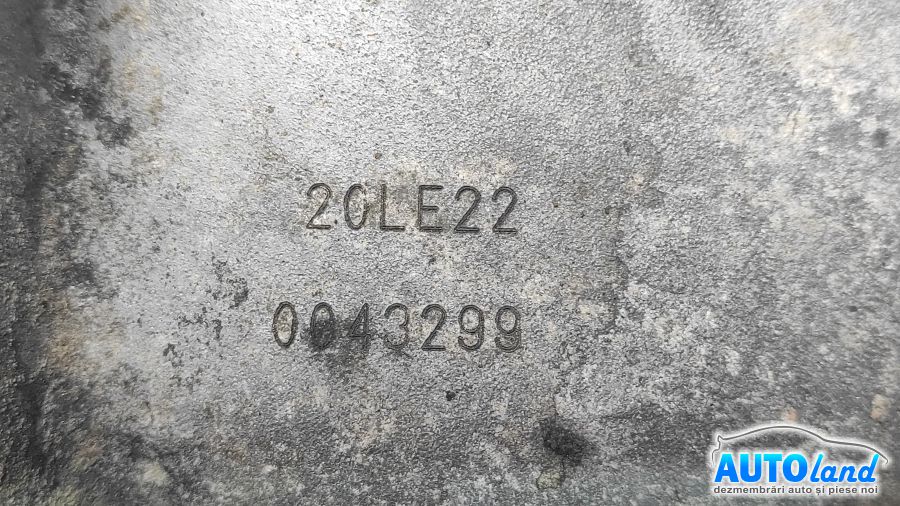 20LE22
0043299
AUTOland
dezmembrări auto și piese noi